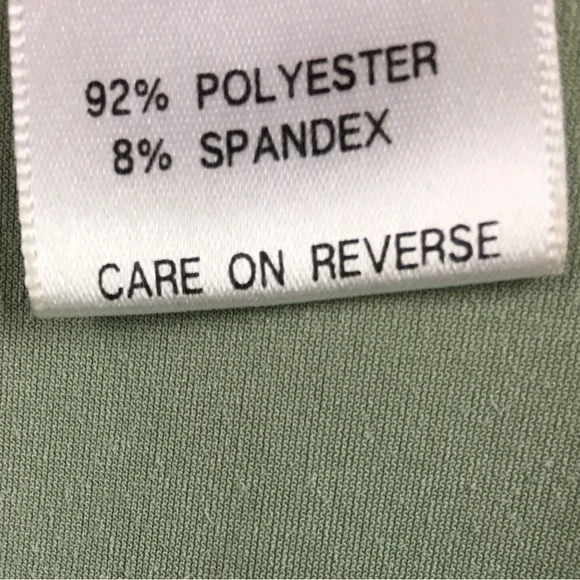 92% POLYESTER
8% SPANDEX
CARE ON REVERSE